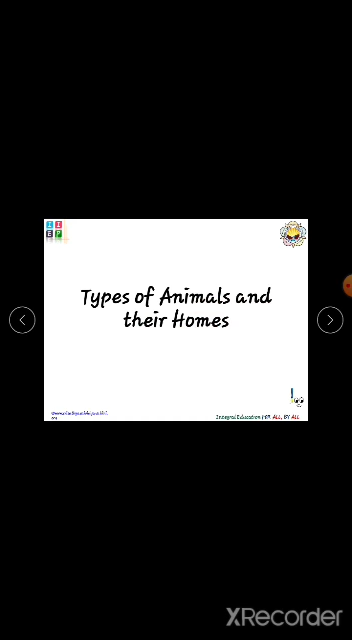 I I
E P
Types of Animals and
their Homes
Integral Education FOR ALL, BY ALL
XRecorder